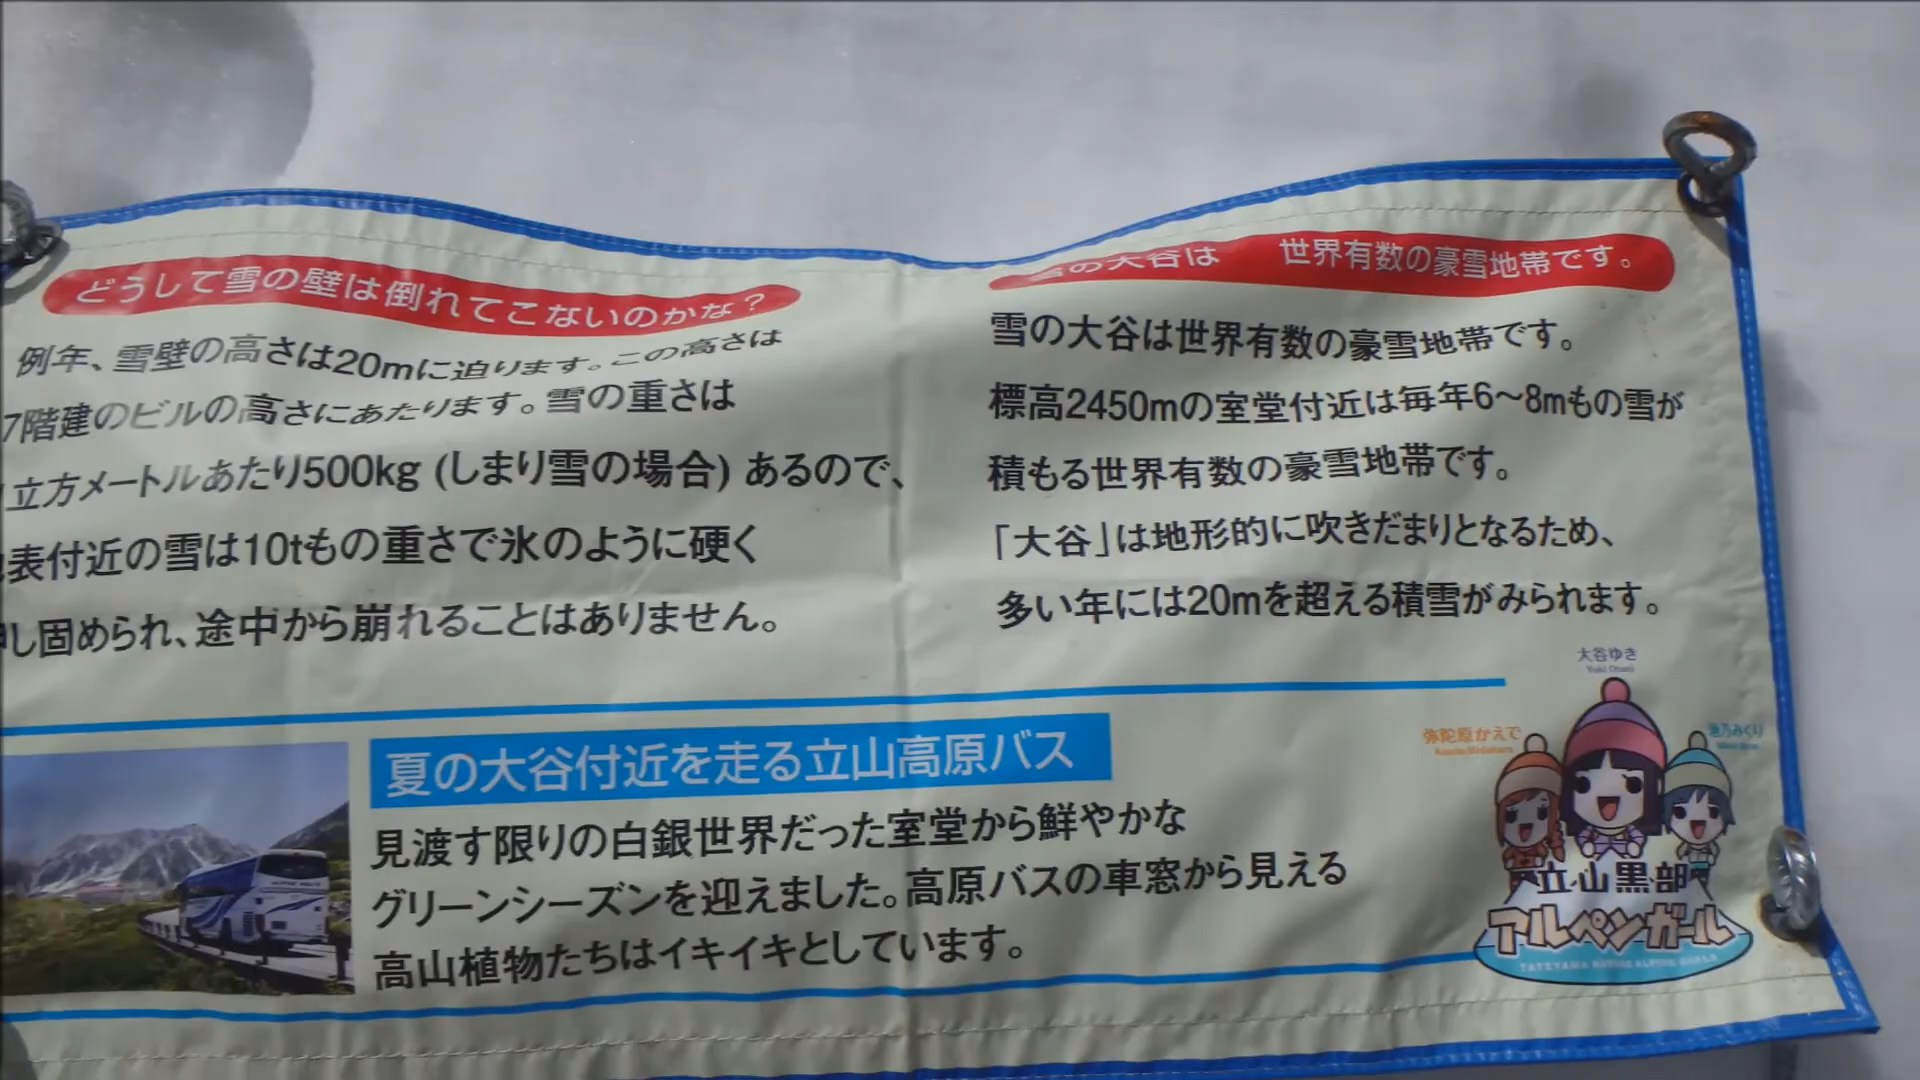 どうして雪の壁は倒れてこないのかな?
例年、雪壁の高さは20mに迫ります。この高さは
7階建のビルの高さにあたります。雪の重さは
立方メートルあたり500kg (しまり雪の場合) あるので、
表付近の雪は10tもの重さで氷のように硬く
し固められ、途中から崩れることはありません。
雪の大谷は 世界有数の豪雪地帯です。
雪の大谷は世界有数の豪雪地帯です。
標高2450mの室堂付近は毎年6～8mもの雪が
積もる世界有数の豪雪地帯です。
「大谷」は地形的に吹きだまりとなるため、
多い年には20mを超える積雪がみられます。
夏の大谷付近を走る立山高原バス
見渡す限りの白銀世界だった室堂から鮮やかな
グリーンシーズンを迎えました。高原バスの車窓から見える
高山植物たちはイキイキとしています。
大谷ゆき
Yuki Otani
弥陀原かえで
みくり
立山黒部
アルペンガール